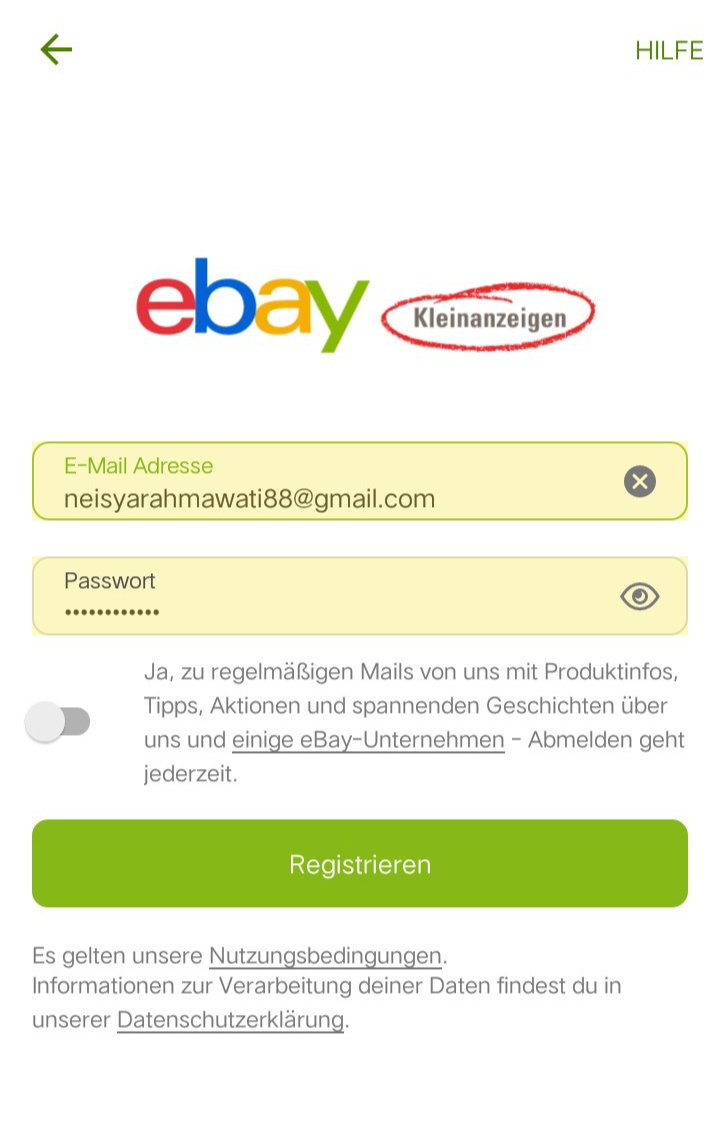 HILFE
ebay Kleinanzeigen
E-Mail Adresse
neisyarahmawati88@gmail.com
Passwort
••••••••••••
Ja, zu regelmäßigen Mails von uns mit Produktinfos,
Tipps, Aktionen und spannenden Geschichten über
uns und einige eBay-Unternehmen - Abmelden geht
jederzeit.
Registrieren
Es gelten unsere Nutzungsbedingungen.
Informationen zur Verarbeitung deiner Daten findest du in
unserer Datenschutzerklärung.